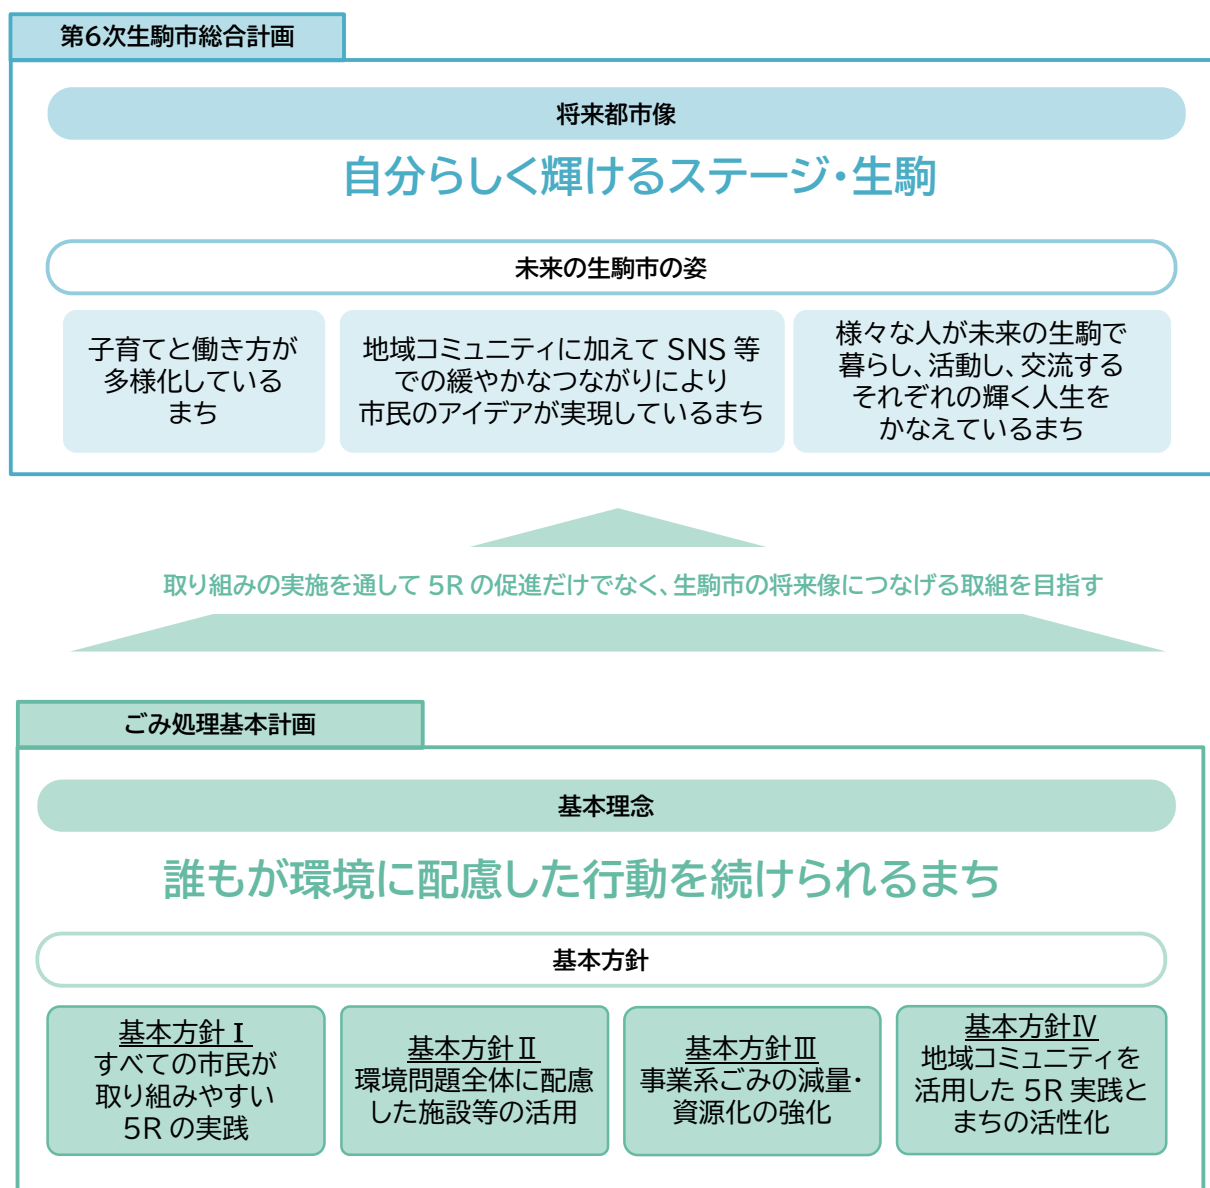 第6次生駒市総合計画
将来都市像
自分らしく輝けるステージ・生駒
未来の生駒市の姿
子育てと働き方が
多様化している
まち
地域コミュニティに加えて SNS 等
での緩やかなつながりにより
市民のアイデアが実現しているまち
様々な人が未来の生駒で
暮らし、活動し、交流する
それぞれの輝く人生を
かなえているまち
取り組みの実施を通して 5R の促進だけでなく、生駒市の将来像につなげる取組を目指す
ごみ処理基本計画
基本理念
誰もが環境に配慮した行動を続けられるまち
基本方針
基本方針Ⅰ
すべての市民が
取り組みやすい
5R の実践
基本方針Ⅱ
環境問題全体に配慮
した施設等の活用
基本方針Ⅲ
事業系ごみの減量・
資源化の強化
基本方針Ⅳ
地域コミュニティを
活用した 5R 実践と
まちの活性化